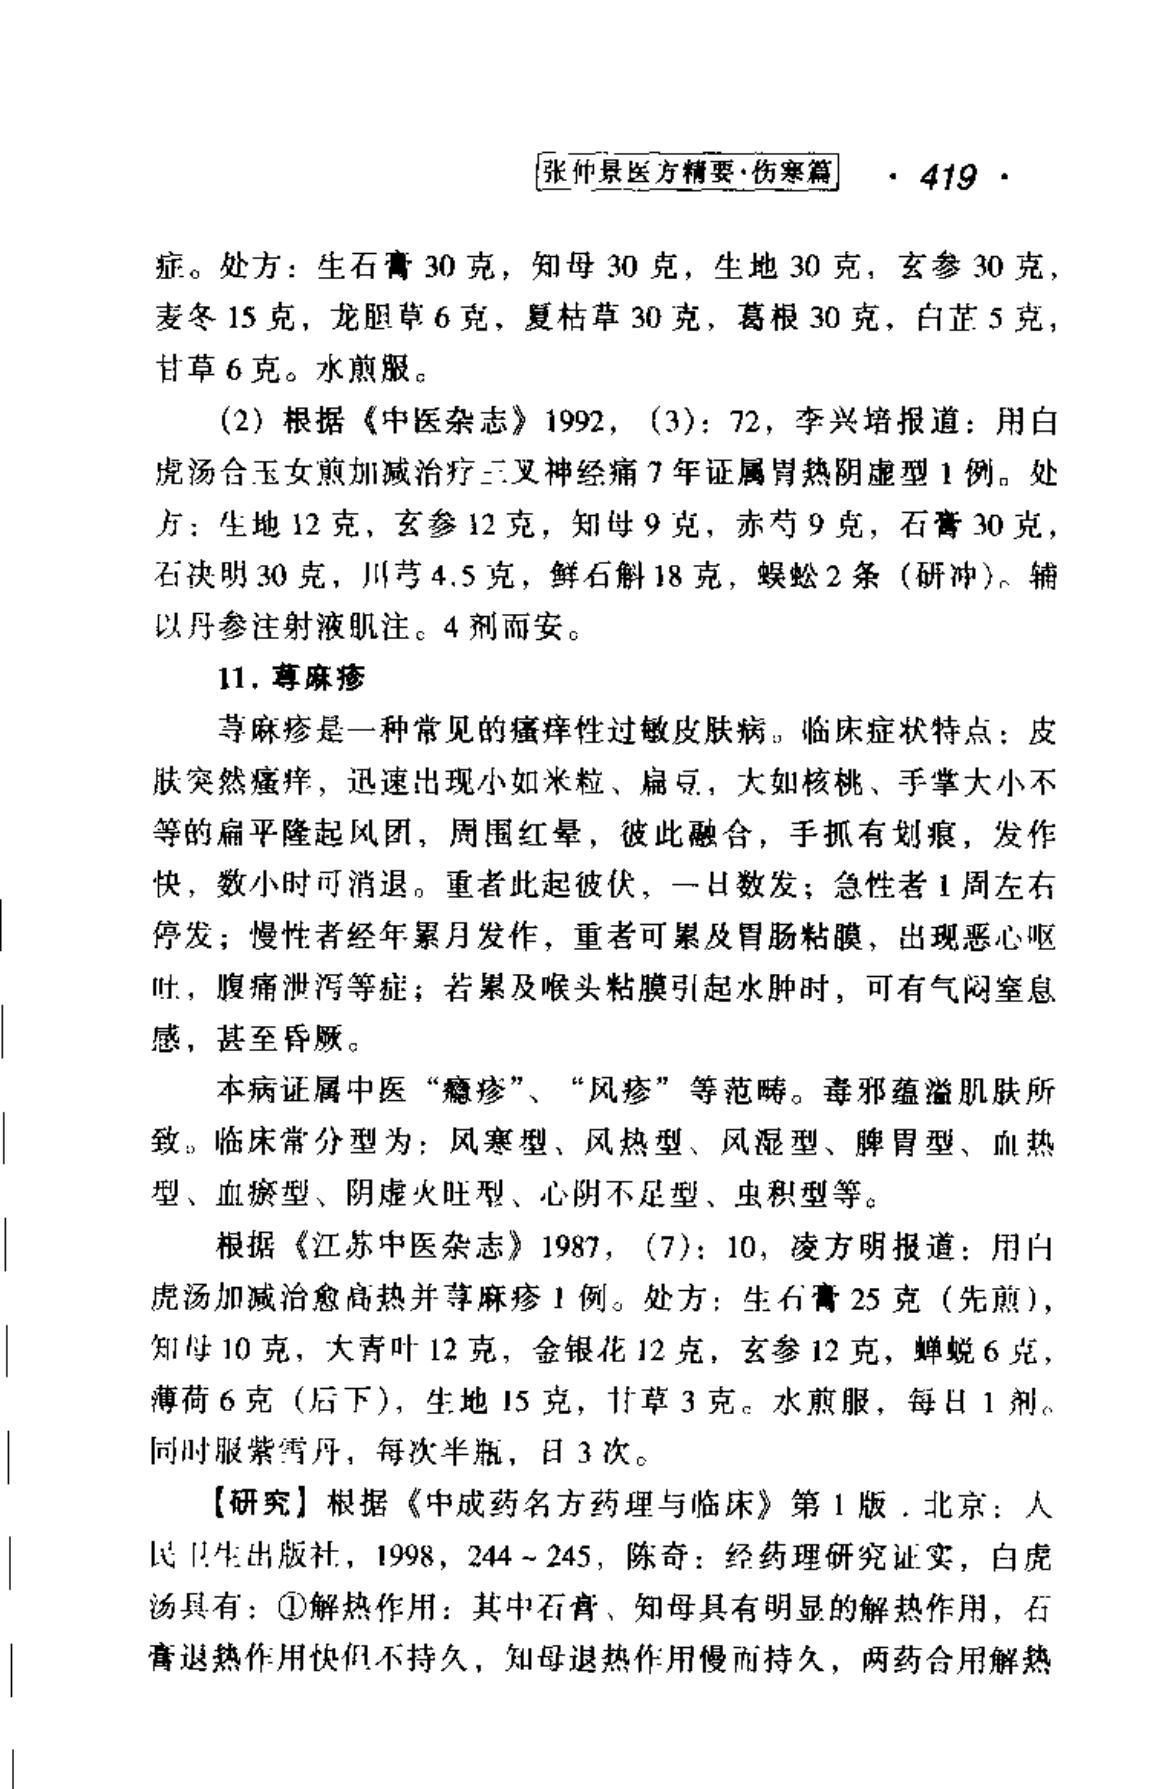 张仲景医方精要·伤寒篇 · 419 ·
症。处方：生石膏 30 克，知母 30 克，生地 30 克，玄参 30 克，
麦冬 15 克，龙胆草 6 克，夏枯草 30 克，葛根 30 克，白芷 5 克，
甘草 6 克。水煎服。
(2) 根据《中医杂志》1992，(3)：72，李兴培报道：用白
虎汤合玉女煎加减治疗三叉神经痛 7 年证属胃热阴虚型 1 例。处
方：生地 12 克，玄参 12 克，知母 9 克，赤芍 9 克，石膏 30 克，
石决明 30 克，川芎 4.5 克，鲜石斛 18 克，蜈蚣 2 条（研冲）。辅
以丹参注射液肌注。4 剂而安。
11. 荨麻疹
荨麻疹是一种常见的瘙痒性过敏皮肤病。临床症状特点：皮
肤突然瘙痒，迅速出现小如米粒、扁豆，大如核桃、手掌大小不
等的扁平隆起风团，周围红晕，彼此融合，手抓有划痕，发作
快，数小时可消退。重者此起彼伏，一日数发；急性者 1 周左右
停发；慢性者经年累月发作，重者可累及胃肠粘膜，出现恶心呕
吐，腹痛泄泻等症；若累及喉头粘膜引起水肿时，可有气闷窒息
感，甚至昏厥。
本病证属中医“瘾疹”、“风疹”等范畴。毒邪蕴溢肌肤所
致。临床常分型为：风寒型、风热型、风湿型、脾胃型、血热
型、血瘀型、阴虚火旺型、心阴不足型、虫积型等。
根据《江苏中医杂志》1987，(7)：10，凌方明报道：用白
虎汤加减治愈高热并荨麻疹 1 例。处方：生石膏 25 克（先煎），
知母 10 克，大青叶 12 克，金银花 12 克，玄参 12 克，蝉蜕 6 克，
薄荷 6 克（后下），生地 15 克，甘草 3 克。水煎服，每日 1 剂。
同时服紫雪丹，每次半瓶，日 3 次。
【研究】根据《中成药名方药理与临床》第 1 版．北京：人
民卫生出版社，1998，244～245，陈奇：经药理研究证实，白虎
汤具有：①解热作用：其中石膏、知母具有明显的解热作用，石
膏退热作用快但不持久，知母退热作用慢而持久，两药合用解热